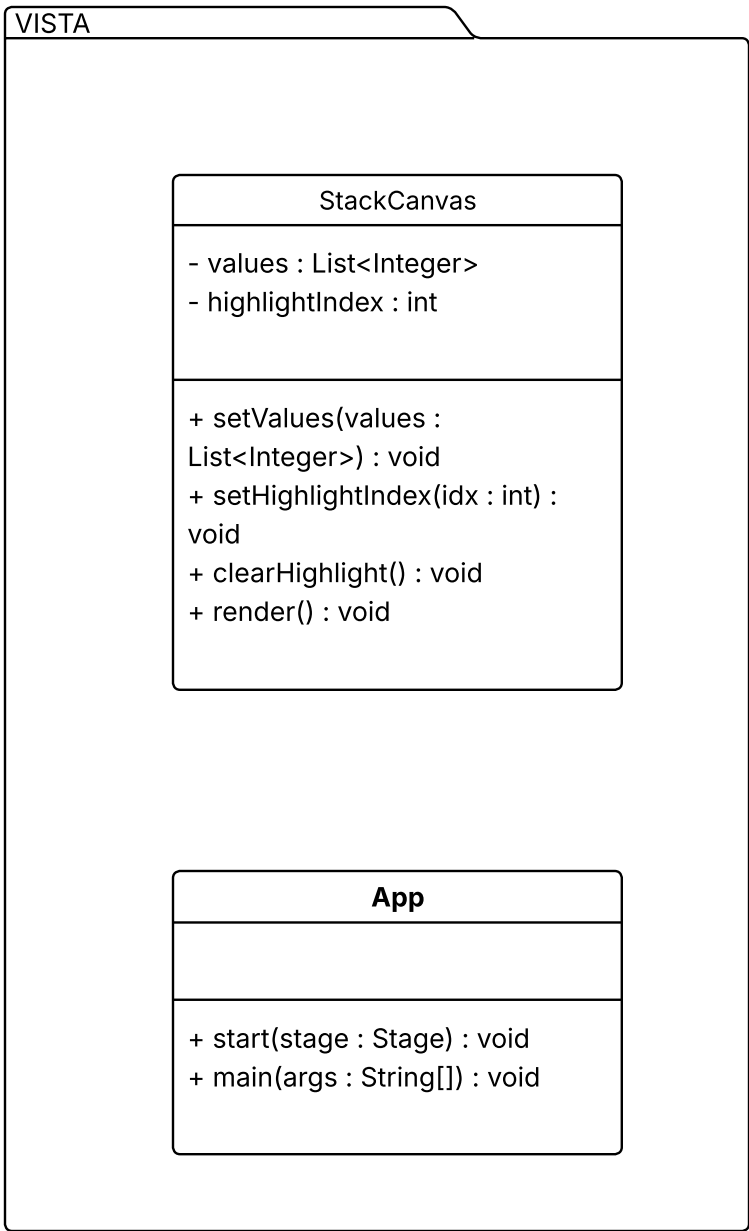 VISTA
StackCanvas
- values : List<Integer>
- highlightIndex : int
+ setValues(values :
List<Integer>) : void
+ setHighlightIndex(idx : int) :
void
+ clearHighlight() : void
+ render() : void
App
+ start(stage : Stage) : void
+ main(args : String[]) : void